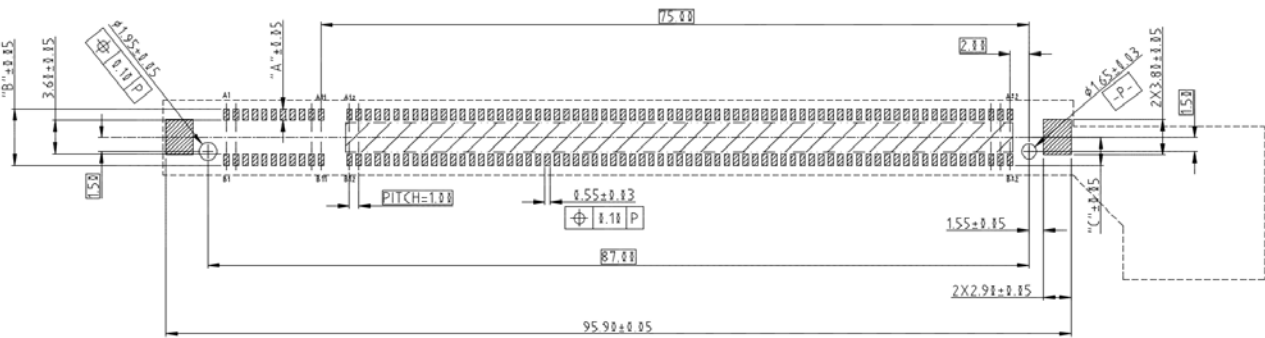 75.00
2.00
ø1.95±0.05
0.10 P
"A"±0.05
3.60±0.05
"B"±0.05
ø1.65±0.03
-P-
2X3.80±0.05
1.50
A1
A11
A12
B1
B11
B12
1.50
PITCH=1.00
0.55±0.03
0.10 P
"C"±0.05
1.55±0.05
87.00
2X2.90±0.05
95.90±0.05